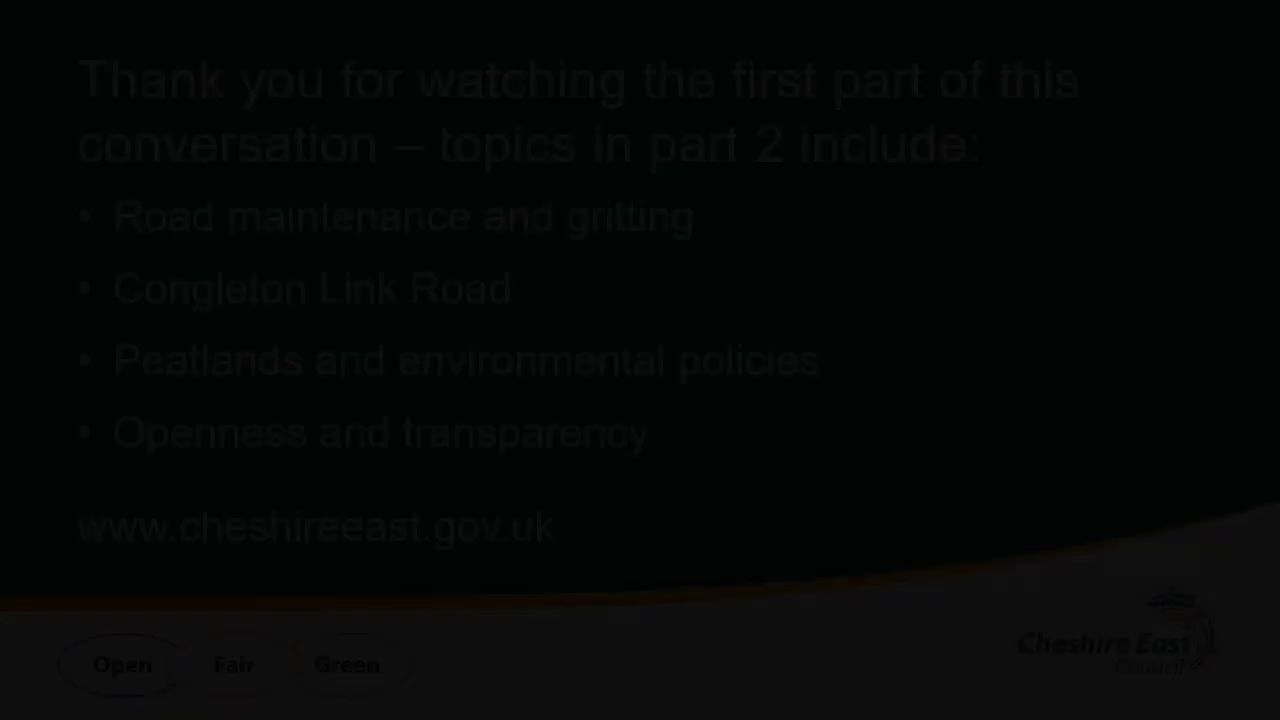 Thank you for watching the first part of this
conversation – topics in part 2 include:
• Road maintenance and gritting
• Congleton Link Road
• Peatlands and environmental policies
• Openness and transparency
www.cheshireeast.gov.uk
Open Fair Green
Cheshire East
Council